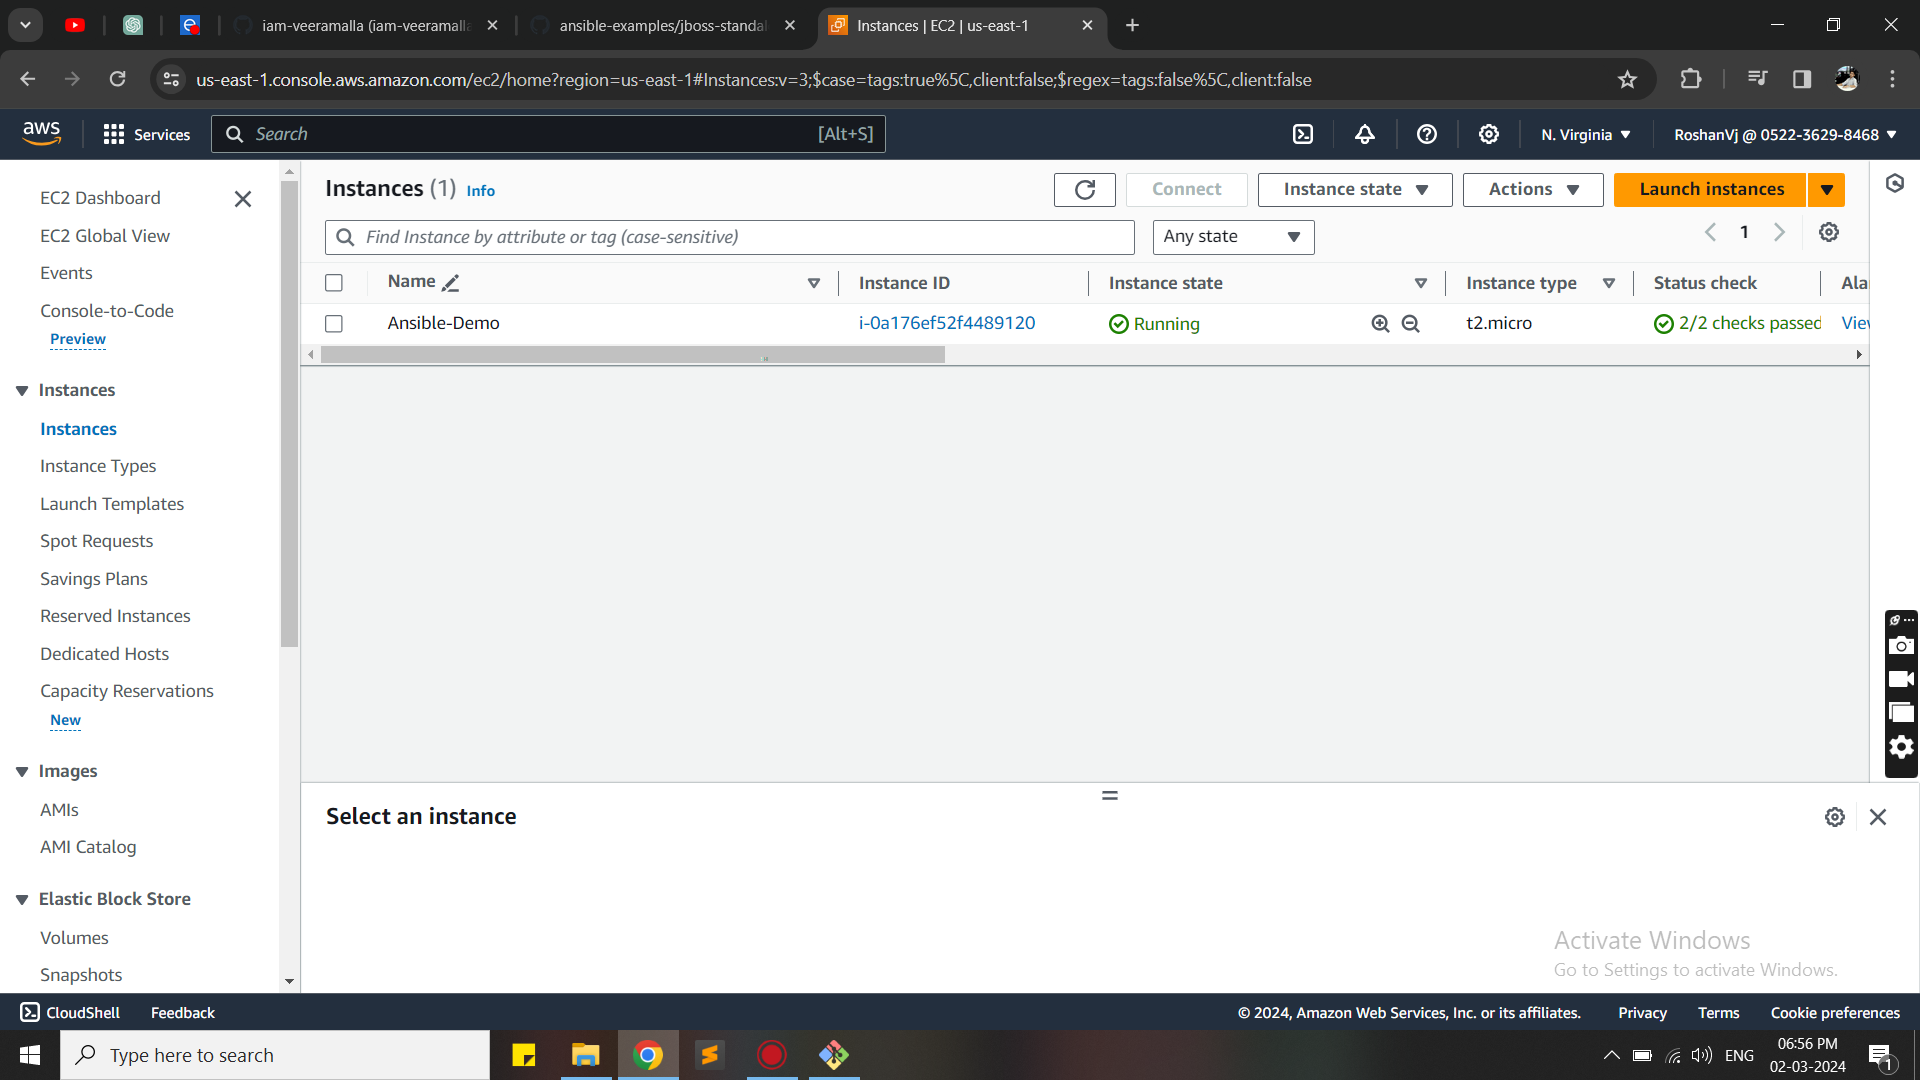 iam-veeramalla (iam-veeramalla
ansible-examples/jboss-standal
Instances | EC2 | us-east-1
us-east-1.console.aws.amazon.com/ec2/home?region=us-east-1#Instances:v=3;$case=tags:true%5C,client:false;$regex=tags:false%5C,client:false
aws
Services
Search
[Alt+S]
N. Virginia
RoshanVj @ 0522-3629-8468
EC2 Dashboard
EC2 Global View
Events
Console-to-Code
Preview
Instances
Instances
Instance Types
Launch Templates
Spot Requests
Savings Plans
Reserved Instances
Dedicated Hosts
Capacity Reservations
New
Images
AMIs
AMI Catalog
Elastic Block Store
Volumes
Snapshots
Instances (1) Info
Connect
Instance state
Actions
Launch instances
Find Instance by attribute or tag (case-sensitive)
Any state
1
Name
Instance ID
Instance state
Instance type
Status check
Ala
Ansible-Demo
i-0a176ef52f4489120
Running
t2.micro
2/2 checks passed
View
Select an instance
Activate Windows
Go to Settings to activate Windows.
CloudShell
Feedback
© 2024, Amazon Web Services, Inc. or its affiliates.
Privacy
Terms
Cookie preferences
Type here to search
ENG
06:56 PM
02-03-2024
1